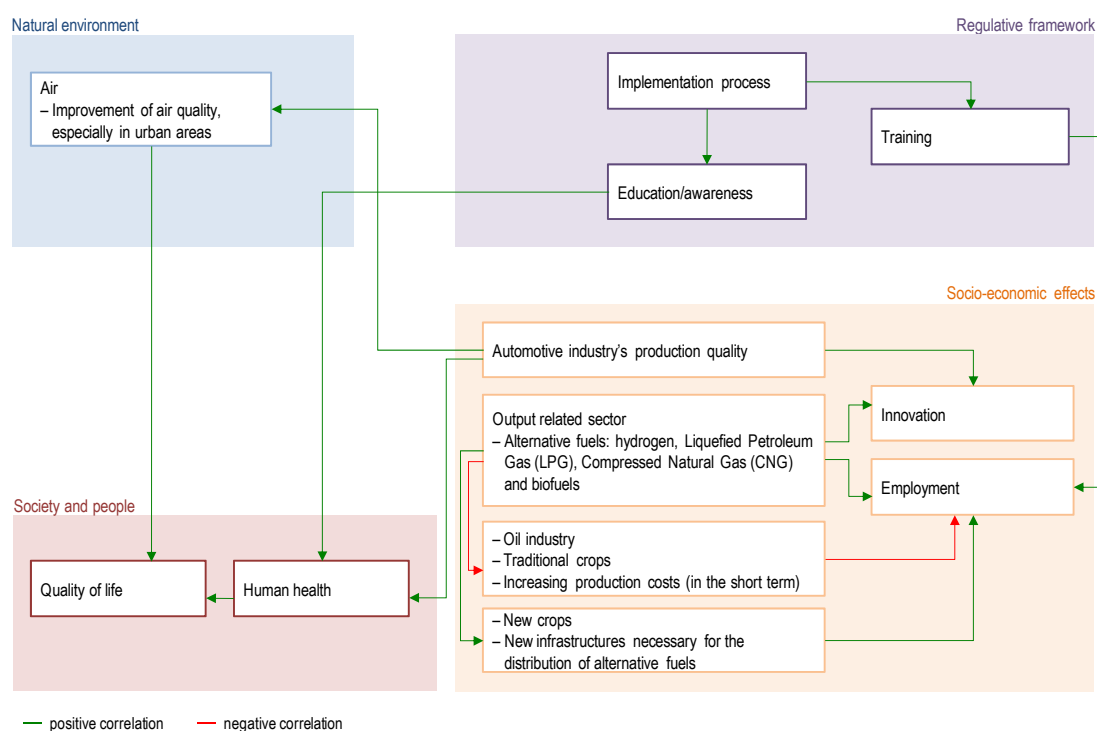 Natural environment
Regulative framework
Air
– Improvement of air quality,
especially in urban areas
Implementation process
Training
Education/awareness
Socio-economic effects
Automotive industry's production quality
Innovation
Output related sector
– Alternative fuels: hydrogen, Liquefied Petroleum
Gas (LPG), Compressed Natural Gas (CNG)
and biofuels
Employment
Society and people
– Oil industry
– Traditional crops
– Increasing production costs (in the short term)
Quality of life
Human health
– New crops
– New infrastructures necessary for the
distribution of alternative fuels
positive correlation
negative correlation